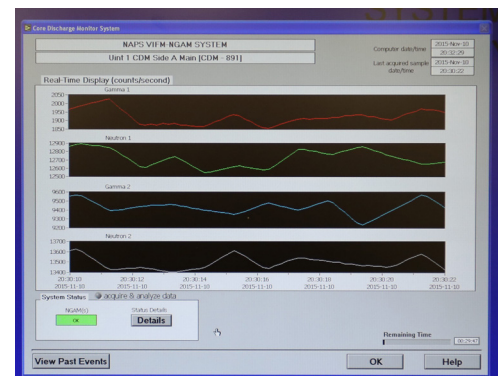 Core Discharge Monitor System
NAPS VIFM-NGAM SYSTEM
Unit 1 CDM Side A Main [CDM - 891]
Computer date/time
2015-Nov-10
20:32:29
Last acquired sample
date/time
2015-Nov-10
20:30:22
Real-Time Display (counts/second)
Gamma 1
2050
2000
1950
1900
1850
Neutron 1
12900
12800
12700
12600
12500
Gamma 2
9600
9500
9400
9300
9200
Neutron 2
13700
13600
13500
13400
20:30:10 20:30:12 20:30:14 20:30:16 20:30:18 20:30:20 20:30:22
2015-11-10 2015-11-10 2015-11-10 2015-11-10 2015-11-10 2015-11-10 2015-11-10
System Status acquire & analyze data
NGAM(s) Status Details
OK Details
Remaining Time
00:25:47
View Past Events OK Help